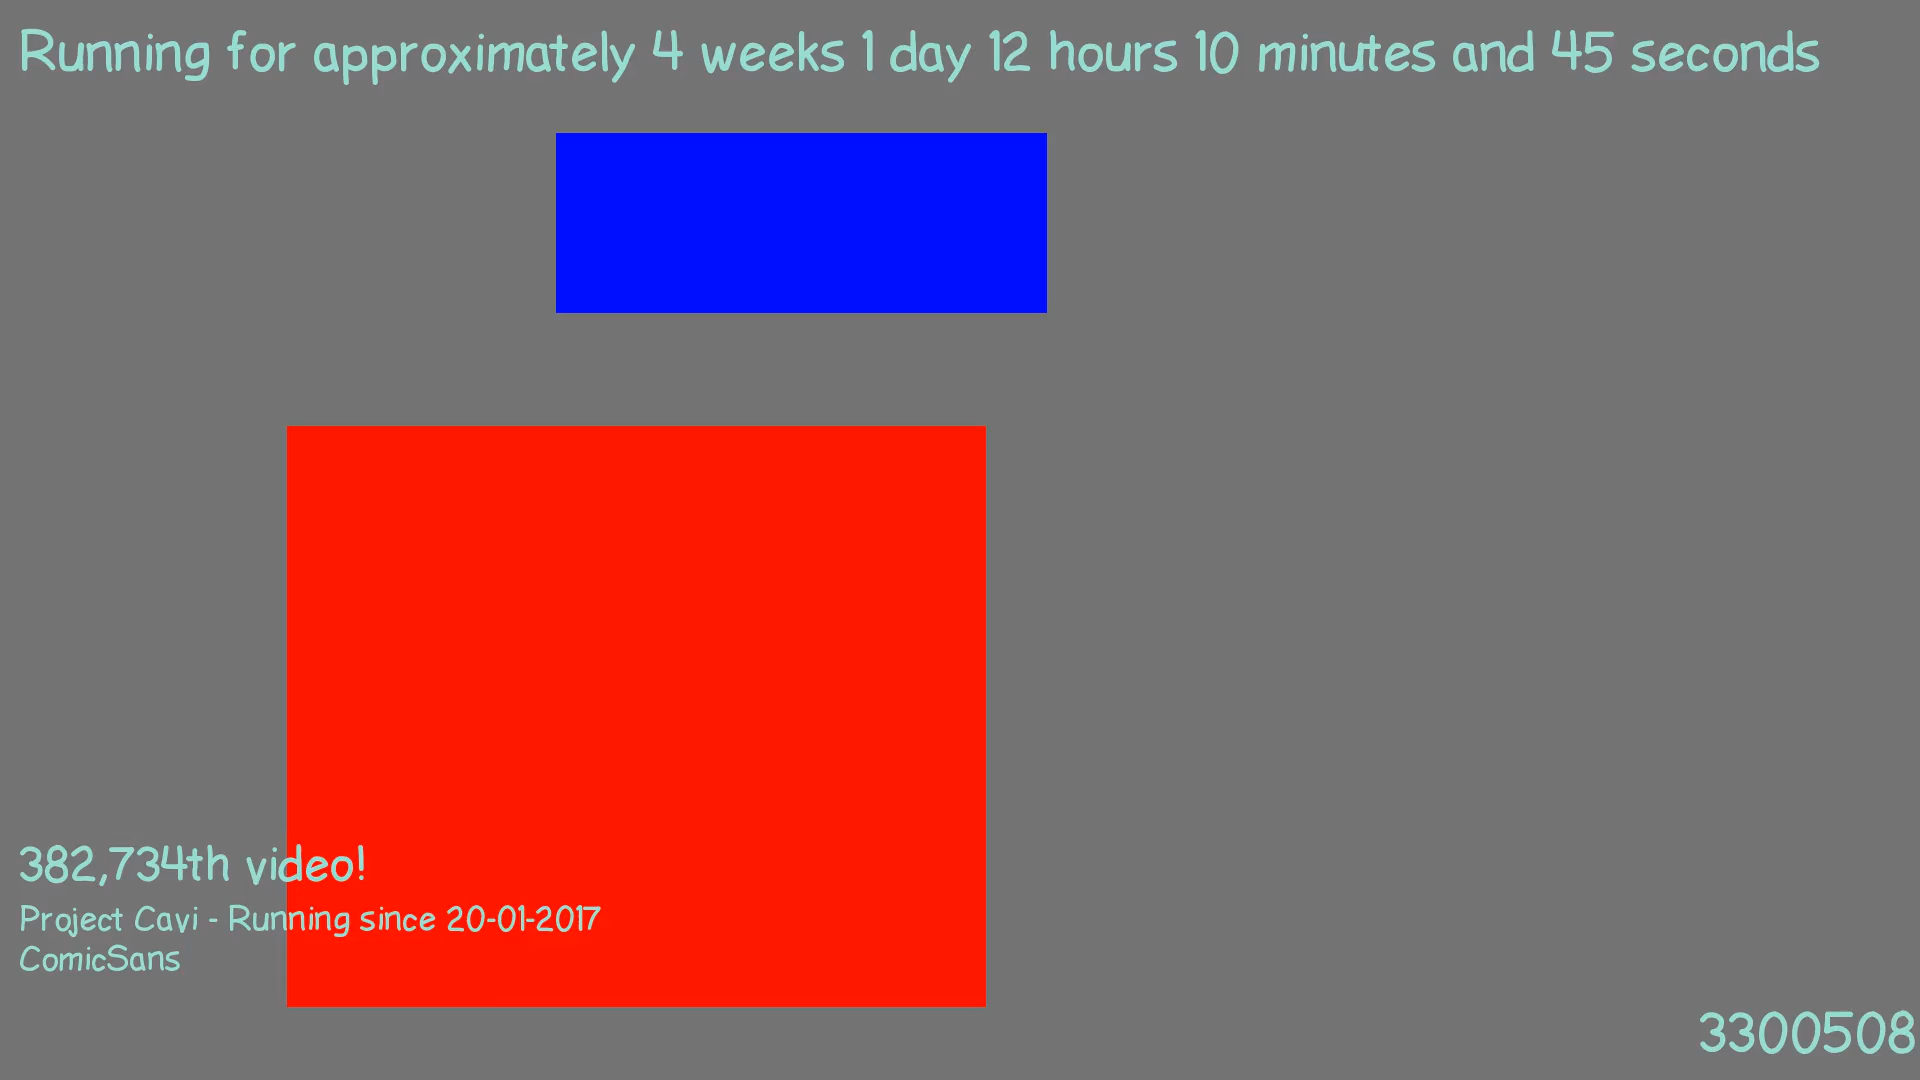 Running for approximately 4 weeks 1 day 12 hours 10 minutes and 45 seconds
382,734th video!
Project Cavi - Running since 20-01-2017
ComicSans
3300508